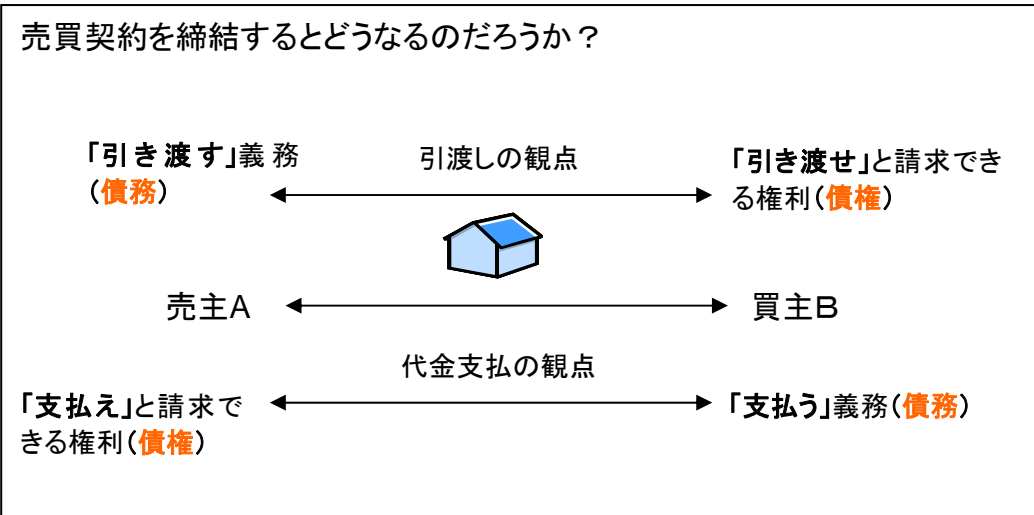 売買契約を締結するとどうなるのだろうか?
「引き渡す」義務
(債務)
引渡しの観点
「引き渡せ」と請求でき
る権利(債権)
売主A
買主B
代金支払の観点
「支払え」と請求で
きる権利(債権)
「支払う」義務(債務)